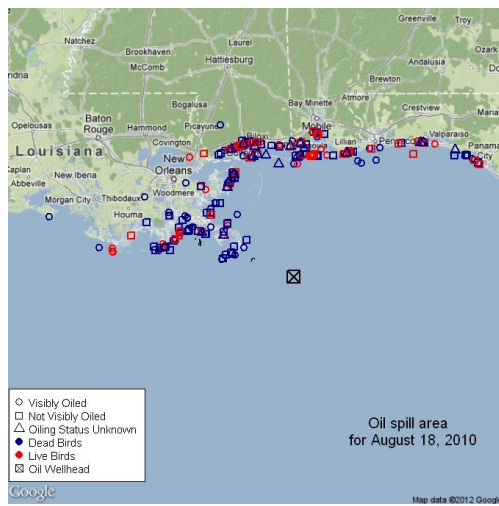 Natchez
Laurel
Greenville
Troy
Brookhaven
McComb
Hattiesburg
Ozark
Andalusia
Brewton
Bogalusa
Bay Minette
Atmore
Crestview
Opelousas
Baton
Rouge
Hammond
Picayune
Mobile
Biloxi
Valparaiso
Covington
Lillian
Panama
City
Louisiana
New
Orleans
Kaplan
Abbeville
New Iberia
Thibodaux
Woodmere
Morgan City
Houma
Visibly Oiled
Not Visibly Oiled
Oiling Status Unknown
Dead Birds
Live Birds
Oil Wellhead
Oil spill area
for August 18, 2010
Google
Map data ©2012 Google